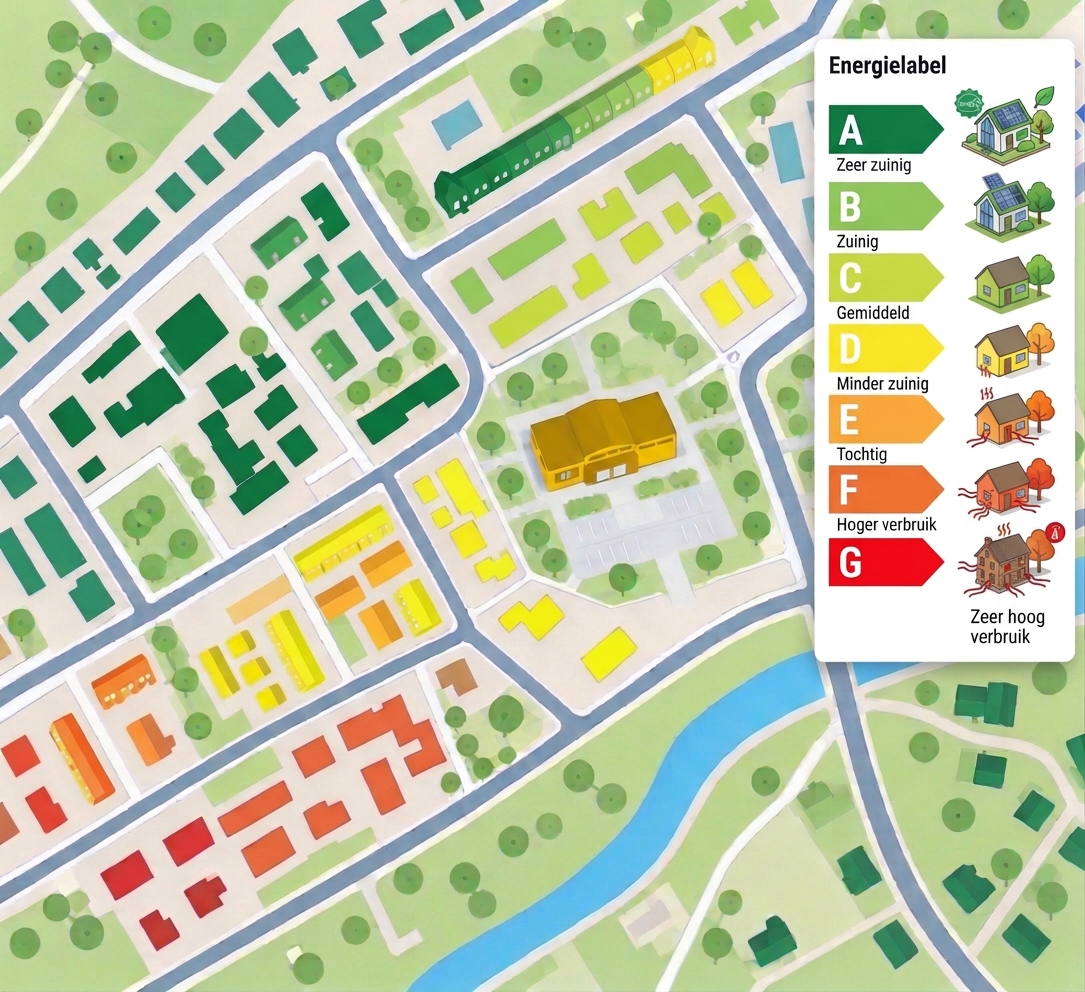 Energielabel
A
Zeer zuinig
B
Zuinig
C
Gemiddeld
D
Minder zuinig
E
Tochtig
F
Hoger verbruik
G
Zeer hoog
verbruik